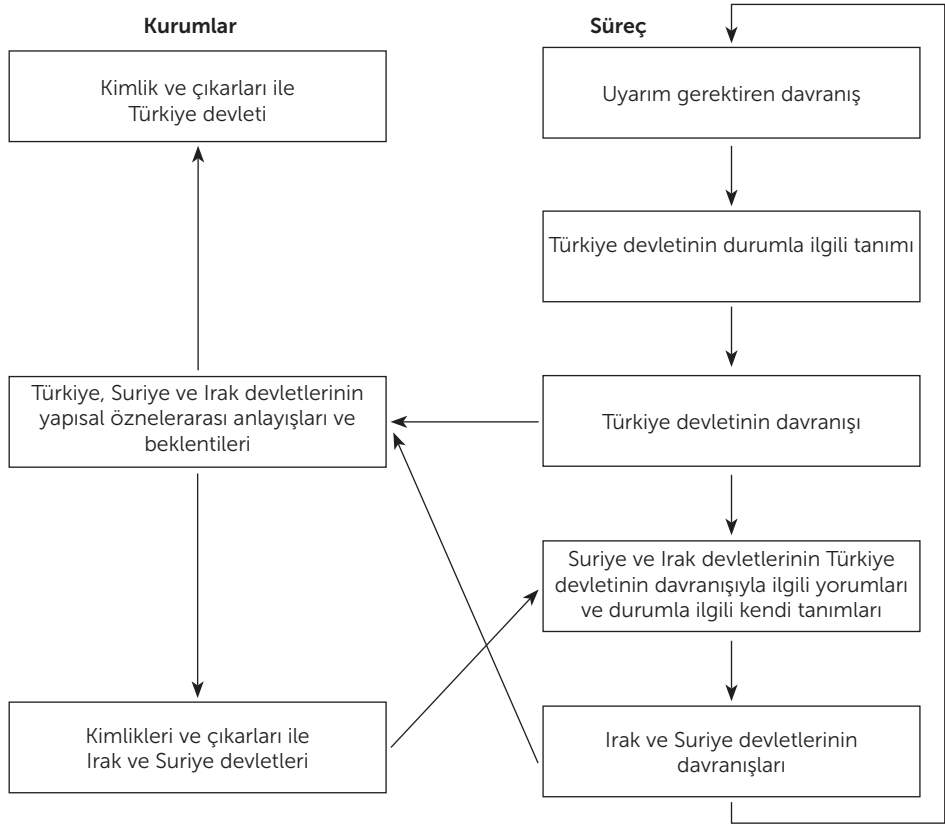 Kurumlar
Süreç
Kimlik ve çıkarları ile
Türkiye devleti
Uyarım gerektiren davranış
Türkiye devletinin durumla ilgili tanımı
Türkiye, Suriye ve Irak devletlerinin
yapısal öznelerarası anlayışları ve
beklentileri
Türkiye devletinin davranışı
Suriye ve Irak devletlerinin Türkiye
devletinin davranışıyla ilgili yorumları
ve durumla ilgili kendi tanımları
Kimlikleri ve çıkarları ile
Irak ve Suriye devletleri
Irak ve Suriye devletlerinin
davranışları